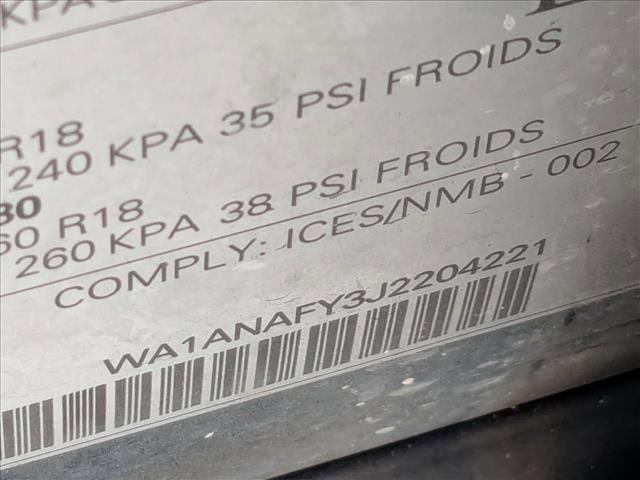 KPA
R18
240 KPA 35 PSI FROIDS
60 R18
260 KPA 38 PSI FROIDS
COMPLY: ICES/NMB - 002
WA1ANAFY3J2204221